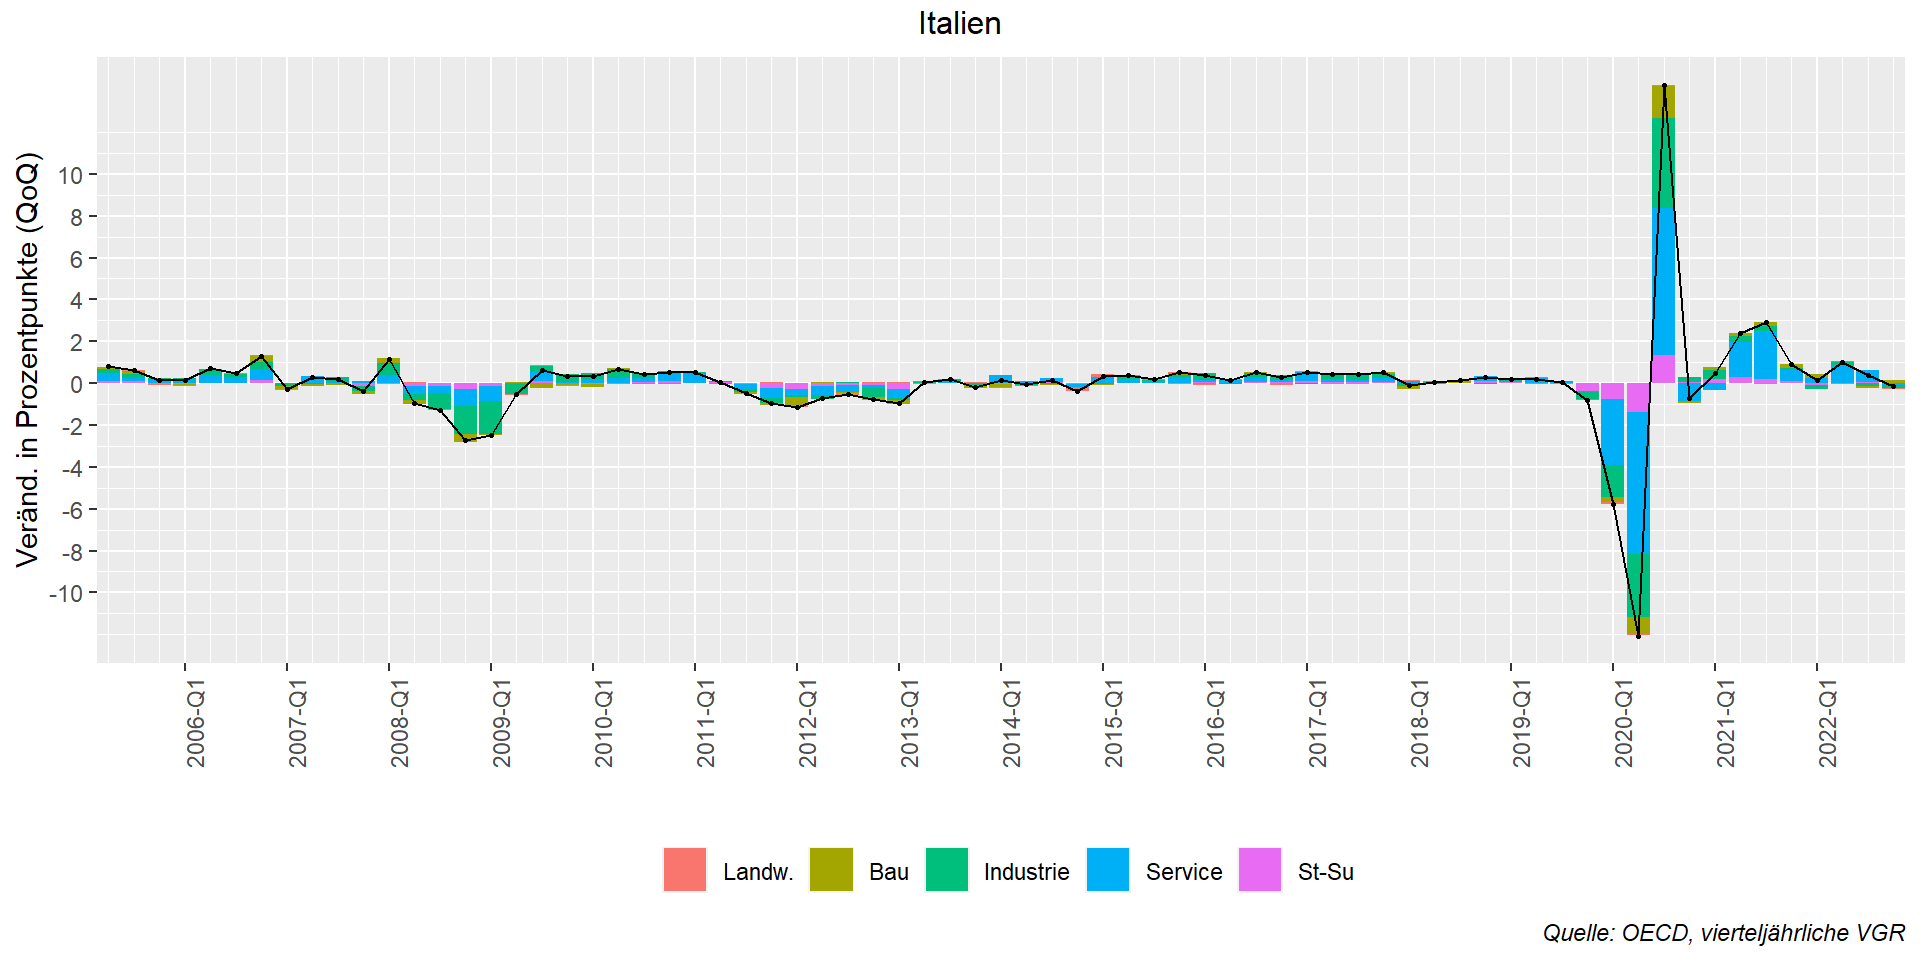 Italien
Veränd. in Prozentpunkte (QoQ)
10
8
6
4
2
0
-2
-4
-6
-8
-10
2006-Q1
2007-Q1
2008-Q1
2009-Q1
2010-Q1
2011-Q1
2012-Q1
2013-Q1
2014-Q1
2015-Q1
2016-Q1
2017-Q1
2018-Q1
2019-Q1
2020-Q1
2021-Q1
2022-Q1
Landw. Bau Industrie Service St-Su
Quelle: OECD, vierteljährliche VGR